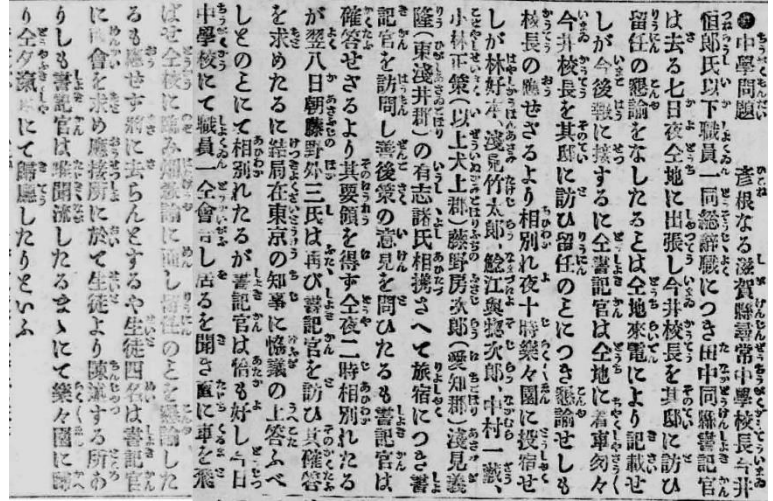 ●中學問題　彦根なる滋賀縣尋常中學校長今井
恒郎氏以下職員一同総辞職につき田中同縣書記官
は去る七日夜仝地に出張し今井校長を其邸に訪ひ
留任の懇諭をなしたるとは仝地來電により記載せ
しが今後報に接するに仝書記官は仝地に着車匆々
今井校長を其邸に訪ひ留任のとにつき懇諭せしも
校長の應せざるより相別れ夜十時樂々園に投宿せ
しが林好本、淺見竹太郎、鯰江與惣次郎、中村一蔵、
小林正策(以上犬上郡)藤野房次郎(愛知郡)淺見義
隆(東淺井郡)の有志諸氏相携さへて旅宿につき書
記官を訪問し善後策の意見を問ひたるも書記官は
確答せざるより其要領を得ず仝夜二時相別れたる
が翌八日朝藤野外三氏は再び書記官を訪ひ其確答
を求めたるに結局在東京の知事に協議の上答ふべ
しとのとにて相別れたるが書記官は恰も好し今日
中學校にて職員一仝會合し居るを聞き直に車を飛
ばせ仝校に臨み懇諭に留任のとを懇諭した
るも應せず將に去らんとするや生徒四名は書記官
に面會を求め應接所に於て生徒より陳述する所あ
りしも書記官は唯聞流したるまゝにて樂々園に歸
り仝夕滊車にて歸廳したりといふ